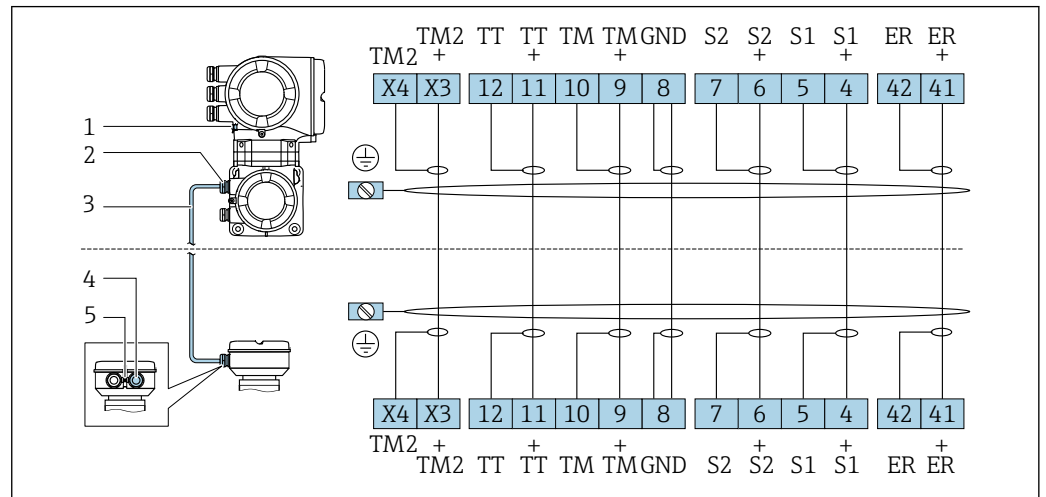 TM2 TT TT TM TM GND S2 S2 S1 S1 ER ER
TM2 + + + + + +
X4 X3 12 11 10 9 8 7 6 5 4 42 41
1
2
3
4
5
X4 X3 12 11 10 9 8 7 6 5 4 42 41
TM2 + + + + + +
TM2 TT TT TM TM GND S2 S2 S1 S1 ER ER